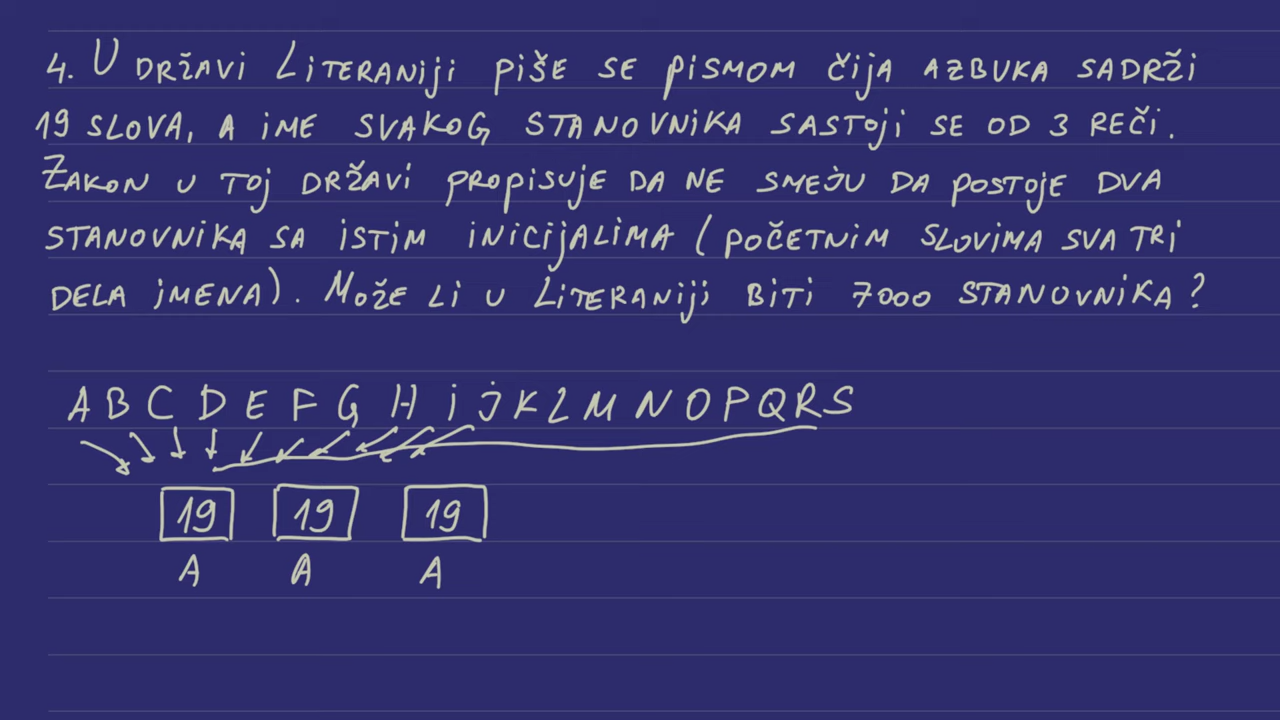 4. U DRŽAVI LITERANIJI PIŠE SE PISMOM ČIJA AZBUKA SADRŽI
19 SLOVA, A IME SVAKOG STANOVNIKA SASTOJI SE OD 3 REČI.
ZAKON U TOJ DRŽAVI PROPISUJE DA NE SMEJU DA POSTOJE DVA
STANOVNIKA SA ISTIM INICIJALIMA (POČETNIM SLOVIMA SVA TRI
DELA IMENA). MOŽE LI U LITERANIJI BITI 7000 STANOVNIKA?
A B C D E F G H I J K L M N O P Q R S
19 19 19
A A A